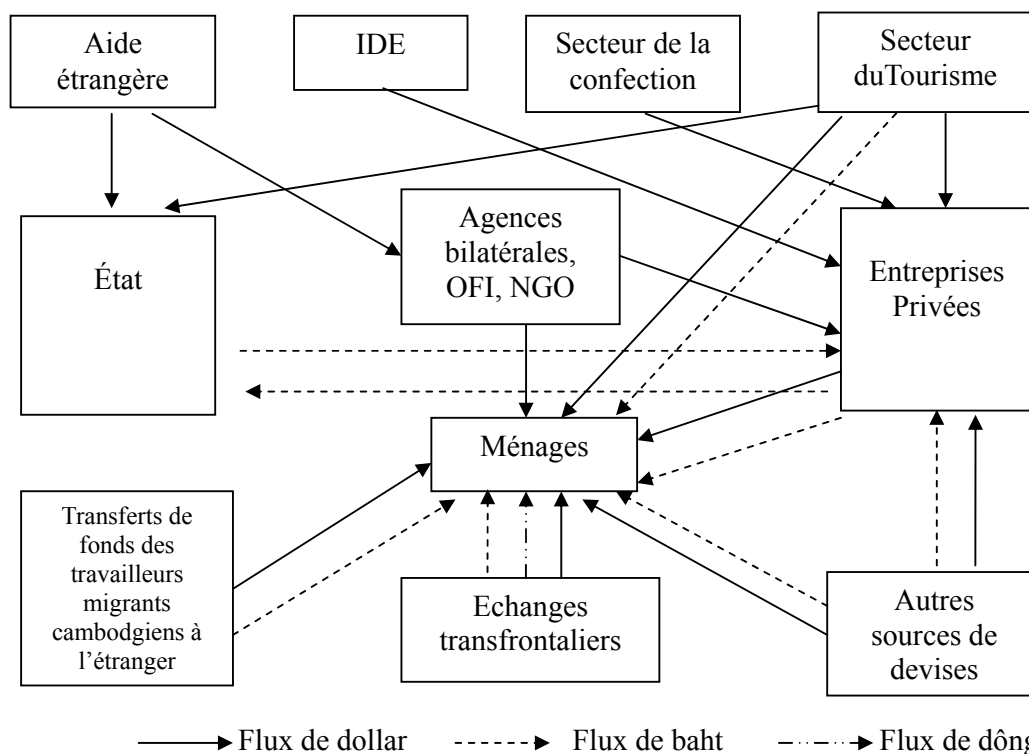 Aide
étrangère
IDE
Secteur de la
confection
Secteur
duTourisme
État
Agences
bilatérales,
OFI, NGO
Entreprises
Privées
Ménages
Transferts de
fonds des
travailleurs
migrants
cambodgiens à
l’étranger
Echanges
transfrontaliers
Autres
sources de
devises
Flux de dollar
Flux de baht
Flux de dông